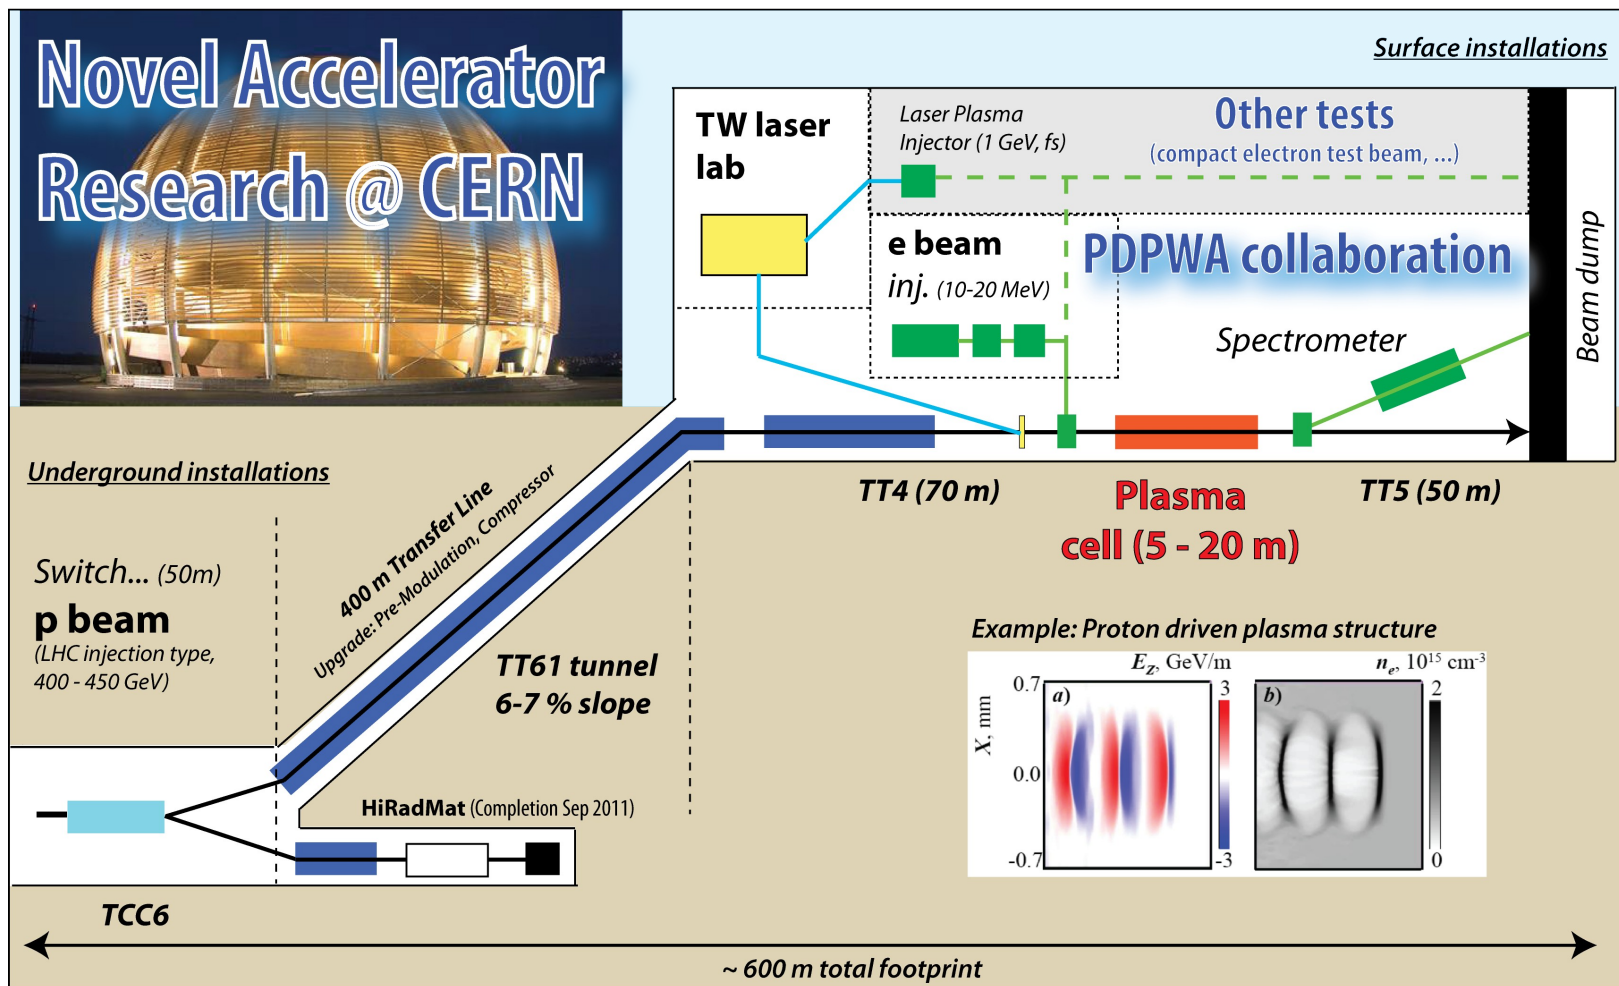 Novel Accelerator
Research @ CERN
Surface installations
TW laser
lab
Laser Plasma
Injector (1 GeV, fs)
Other tests
(compact electron test beam, ...)
e beam
inj. (10-20 MeV)
PDPWA collaboration
Spectrometer
Beam dump
Underground installations
Switch... (50m)
p beam
(LHC injection type,
400 - 450 GeV)
400 m Transfer Line
Upgrade: Pre-Modulation, Compressor
TT61 tunnel
6-7 % slope
TT4 (70 m)
Plasma
cell (5 - 20 m)
TT5 (50 m)
Example: Proton driven plasma structure
E_z, GeV/m
n_e, 10¹⁵ cm⁻³
0.7
a)
3
b)
2
X, mm
0.0
-0.7
-3
0
HiRadMat (Completion Sep 2011)
TCC6
~ 600 m total footprint